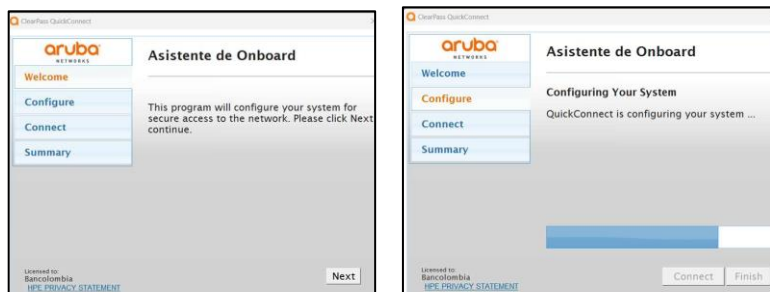 ClearPass QuickConnect
aruba
NETWORKS
Welcome
Configure
Connect
Summary
Asistente de Onboard
This program will configure your system for
secure access to the network. Please click Next
continue.
Licensed to:
Bancolombia
HPE PRIVACY STATEMENT
Next
ClearPass QuickConnect
aruba
NETWORKS
Welcome
Configure
Connect
Summary
Asistente de Onboard
Configuring Your System
QuickConnect is configuring your system ...
Licensed to:
Bancolombia
HPE PRIVACY STATEMENT
Connect
Finish